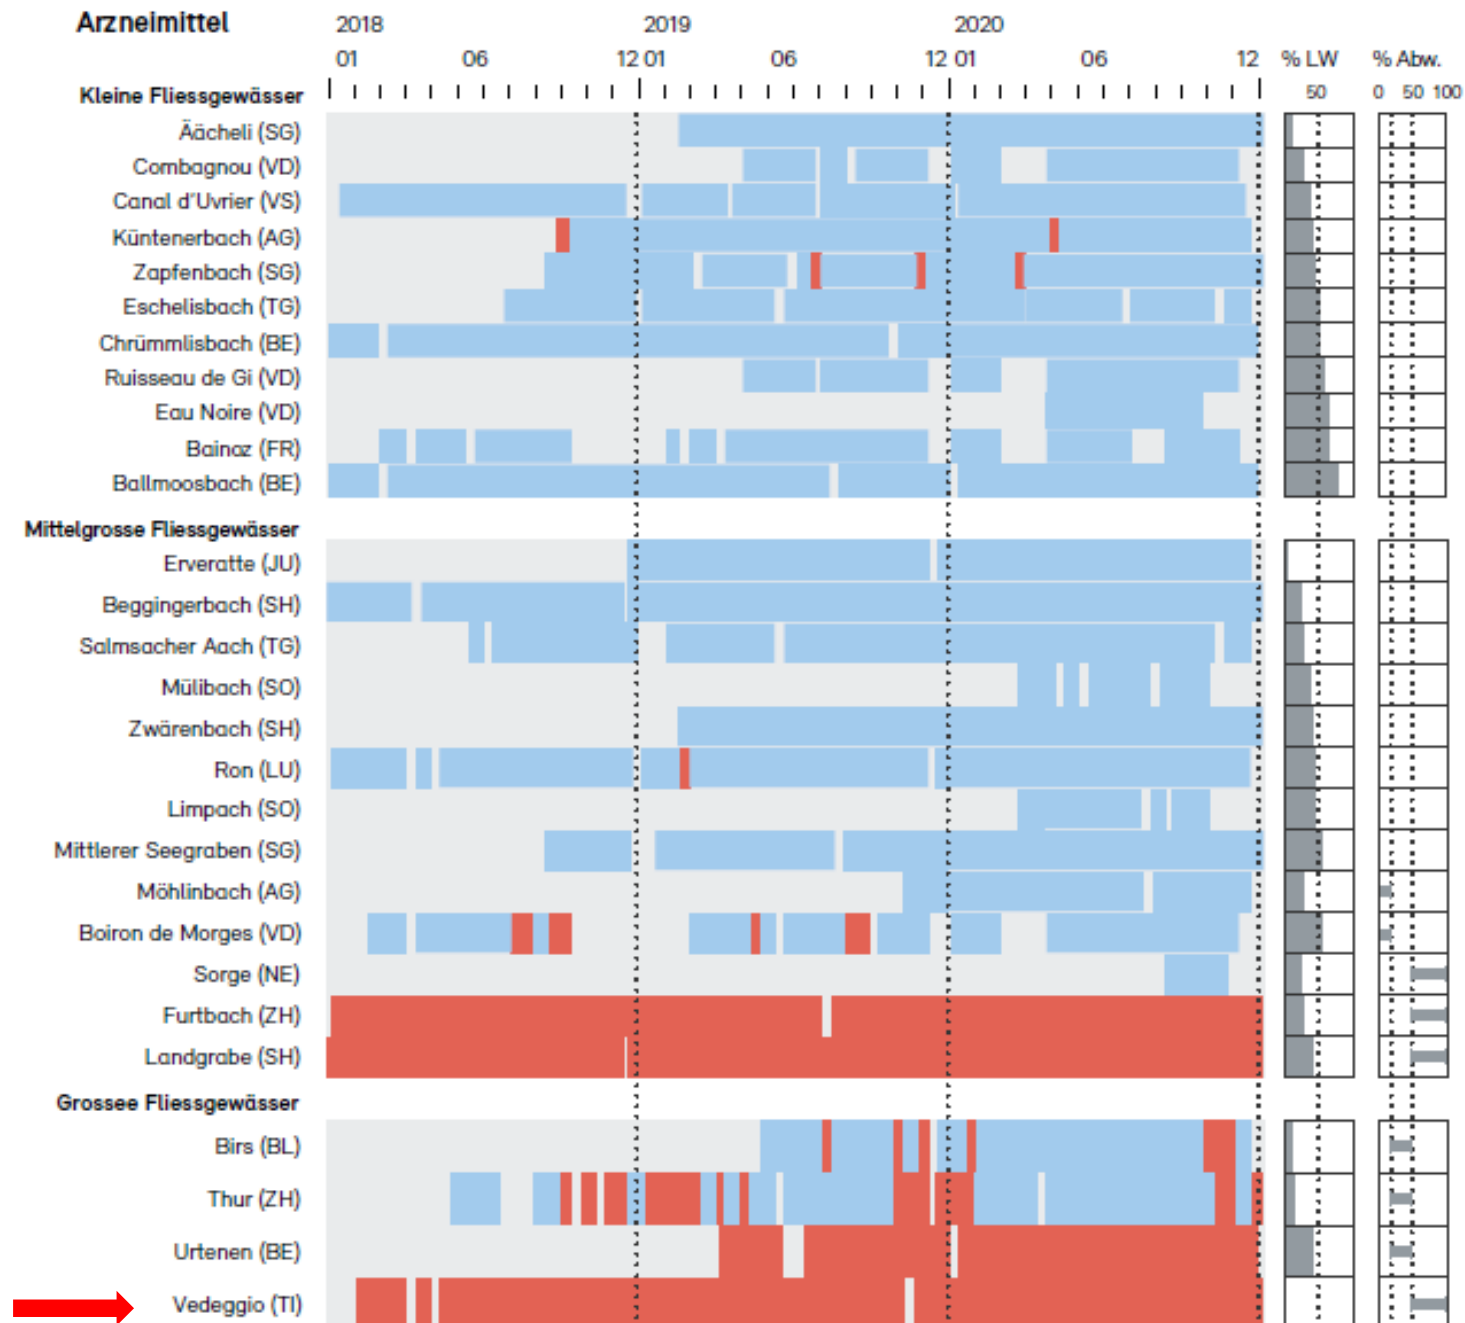 Arzneimittel 2018 2019 2020
01 06 12 01 06 12 01 06 12 % LW % Abw.
Kleine Fliessgewässer 50 0 50 100
Äächeli (SG)
Combagnou (VD)
Canal d'Uvrier (VS)
Küntenerbach (AG)
Zapfenbach (SG)
Eschelisbach (TG)
Chrümmlisbach (BE)
Ruisseau de Gi (VD)
Eau Noire (VD)
Bainoz (FR)
Ballmoosbach (BE)
Mittelgrosse Fliessgewässer
Erveratte (JU)
Beggingerbach (SH)
Salmsacher Aach (TG)
Mülibach (SO)
Zwärenbach (SH)
Ron (LU)
Limpach (SO)
Mittlerer Seegraben (SG)
Möhlinbach (AG)
Boiron de Morges (VD)
Sorge (NE)
Furtbach (ZH)
Landgrabe (SH)
Grossee Fliessgewässer
Birs (BL)
Thur (ZH)
Urtenen (BE)
Vedeggio (TI)